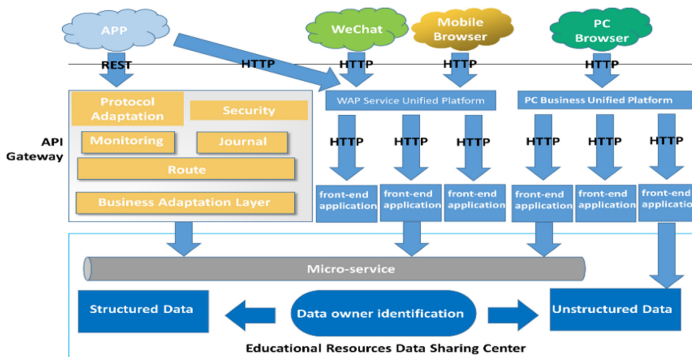 APP
WeChat
Mobile
Browser
PC
Browser
REST
HTTP
HTTP
HTTP
HTTP
Protocol
Adaptation
Security
Monitoring
Journal
Route
Business Adaptation Layer
API
Gateway
WAP Service Unified Platform
PC Business Unified Platform
HTTP
HTTP
HTTP
HTTP
HTTP
HTTP
front-end
application
front-end
application
front-end
application
front-end
application
front-end
application
front-end
application
Micro-service
Structured Data
Data owner identification
Unstructured Data
Educational Resources Data Sharing Center